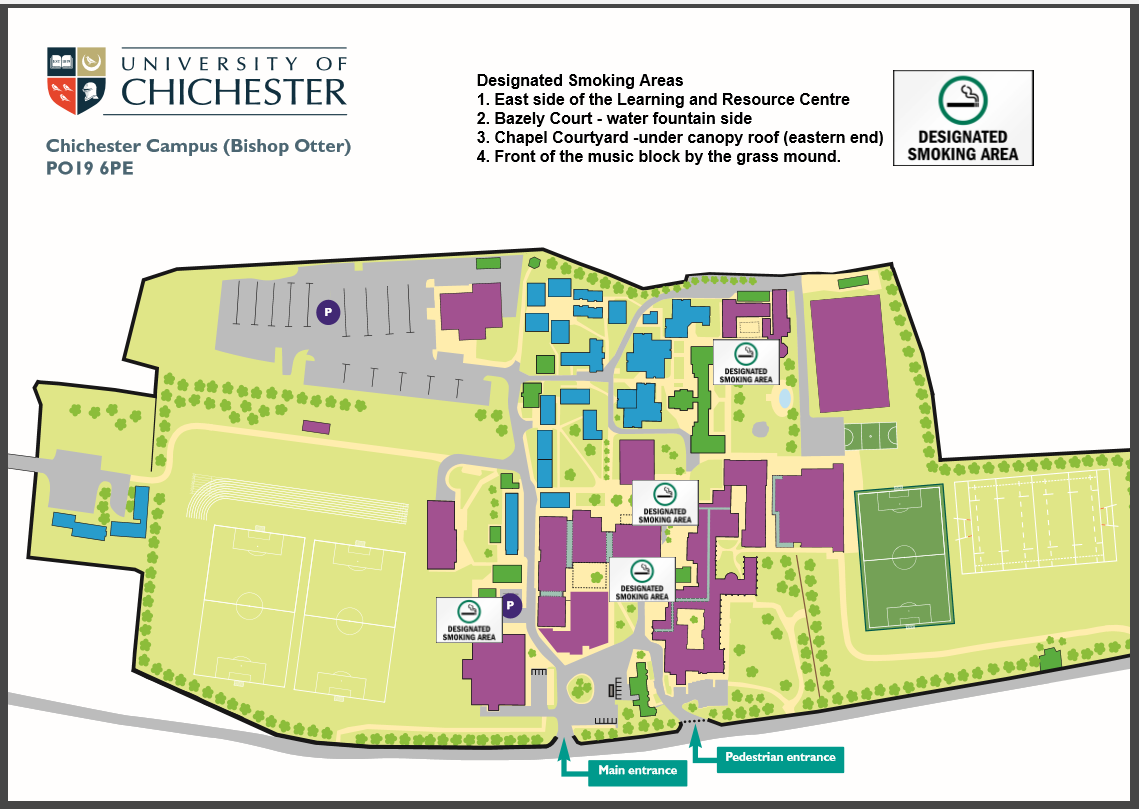 UNIVERSITY OF
CHICHESTER
Chichester Campus (Bishop Otter)
PO19 6PE
Designated Smoking Areas
1. East side of the Learning and Resource Centre
2. Bazely Court - water fountain side
3. Chapel Courtyard -under canopy roof (eastern end)
4. Front of the music block by the grass mound.
DESIGNATED
SMOKING AREA
P
DESIGNATED
SMOKING AREA
DESIGNATED
SMOKING AREA
DESIGNATED
SMOKING AREA
P
DESIGNATED
SMOKING AREA
Pedestrian entrance
Main entrance